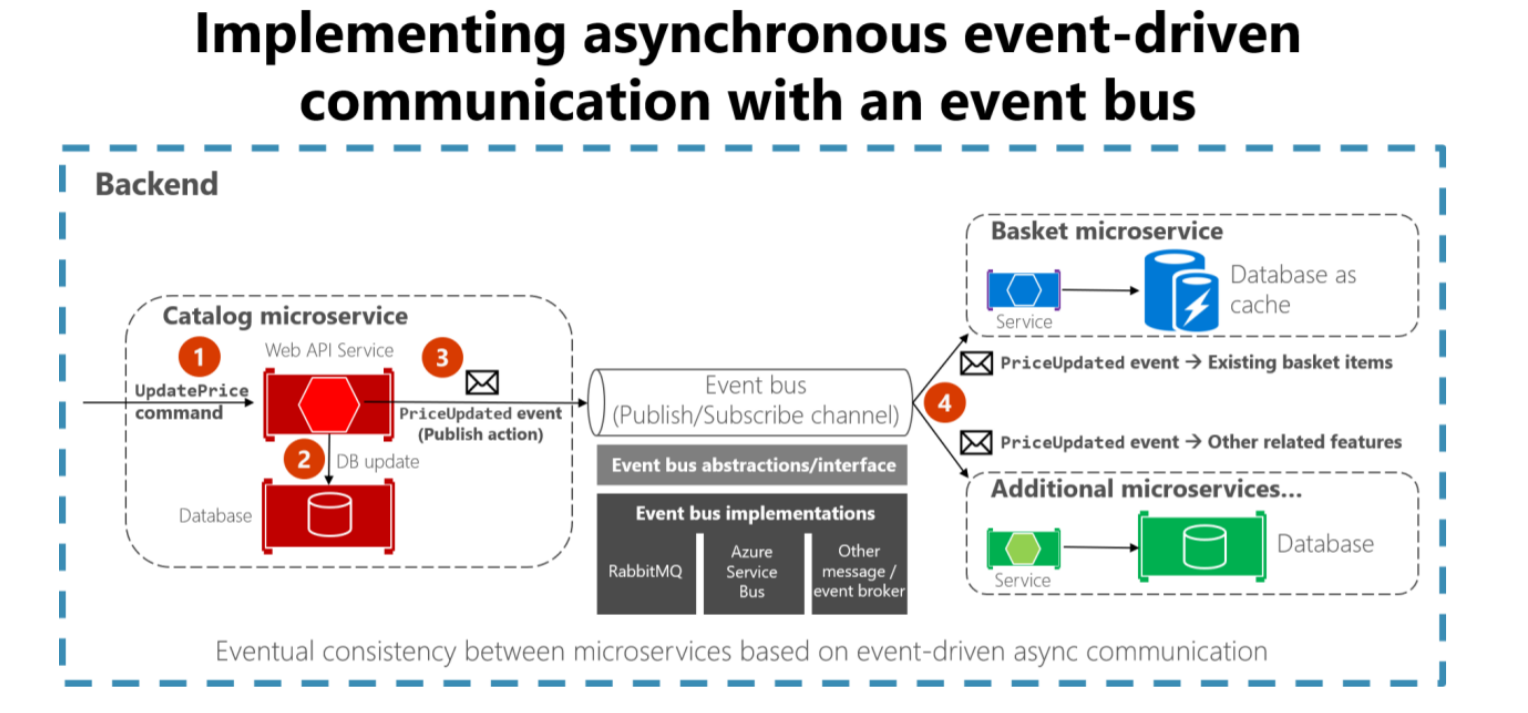 Implementing asynchronous event-driven
communication with an event bus
Backend
Catalog microservice
1
Web API Service
3
UpdatePrice
command
PriceUpdated event
(Publish action)
2
DB update
Database
Event bus
(Publish/Subscribe channel)
Event bus abstractions/interface
Event bus implementations
RabbitMQ
Azure
Service
Bus
Other
message /
event broker
4
Basket microservice
Service
Database as
cache
PriceUpdated event → Existing basket items
PriceUpdated event → Other related features
Additional microservices...
Service
Database
Eventual consistency between microservices based on event-driven async communication